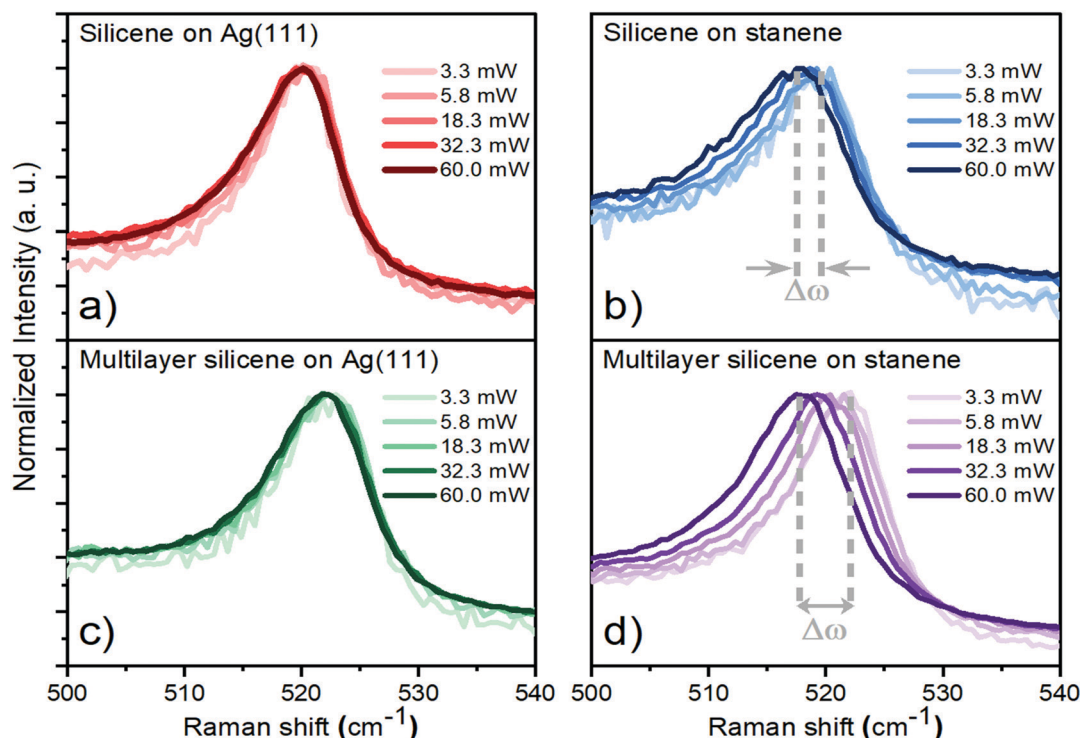 Normalized Intensity (a. u.)
Silicene on Ag(111)
3.3 mW
5.8 mW
18.3 mW
32.3 mW
60.0 mW
a)
Silicene on stanene
3.3 mW
5.8 mW
18.3 mW
32.3 mW
60.0 mW
Δω
b)
Multilayer silicene on Ag(111)
3.3 mW
5.8 mW
18.3 mW
32.3 mW
60.0 mW
c)
500 510 520 530 540
Raman shift (cm⁻¹)
Multilayer silicene on stanene
3.3 mW
5.8 mW
18.3 mW
32.3 mW
60.0 mW
Δω
d)
500 510 520 530 540
Raman shift (cm⁻¹)